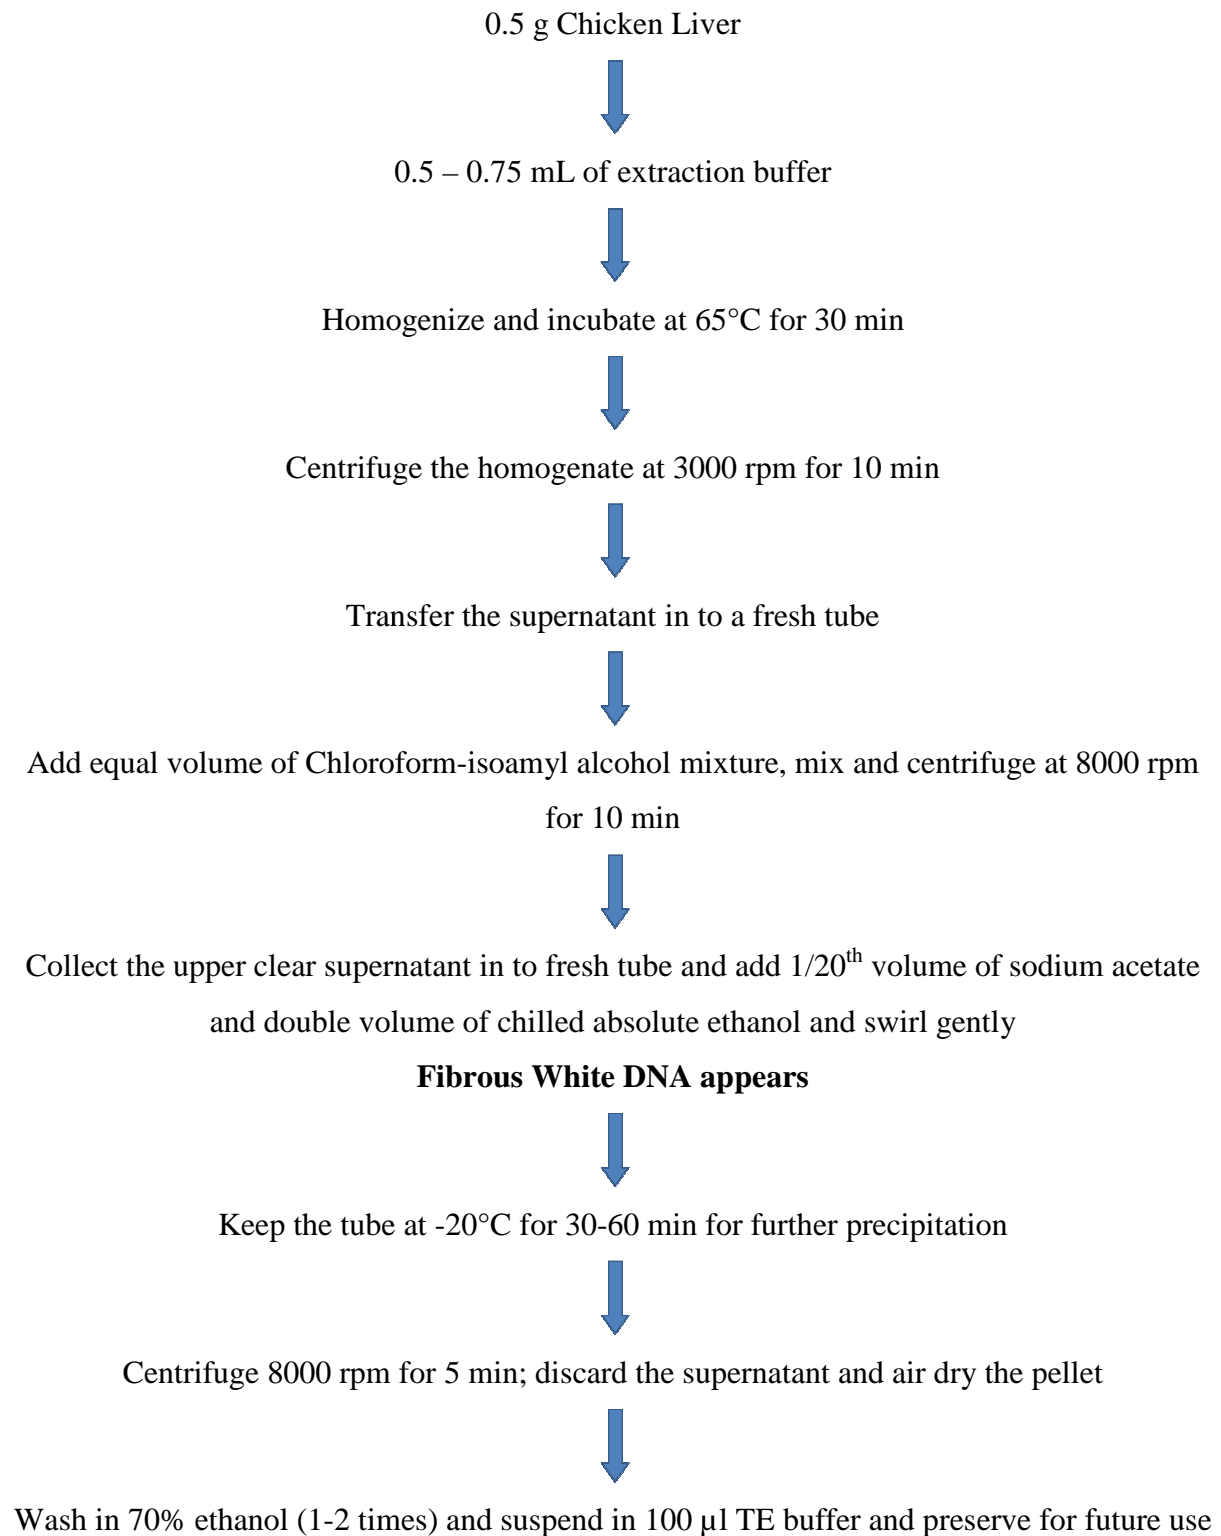 0.5 g Chicken Liver
0.5 – 0.75 mL of extraction buffer
Homogenize and incubate at 65°C for 30 min
Centrifuge the homogenate at 3000 rpm for 10 min
Transfer the supernatant in to a fresh tube
Add equal volume of Chloroform-isoamyl alcohol mixture, mix and centrifuge at 8000 rpm
for 10 min
Collect the upper clear supernatant in to fresh tube and add 1/20th volume of sodium acetate
and double volume of chilled absolute ethanol and swirl gently
Fibrous White DNA appears
Keep the tube at -20°C for 30-60 min for further precipitation
Centrifuge 8000 rpm for 5 min; discard the supernatant and air dry the pellet
Wash in 70% ethanol (1-2 times) and suspend in 100 µl TE buffer and preserve for future use